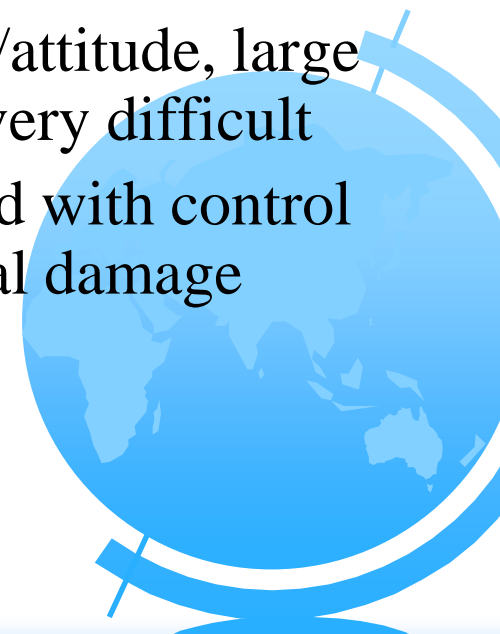 /attitude, large
very difficult
d with control
al damage